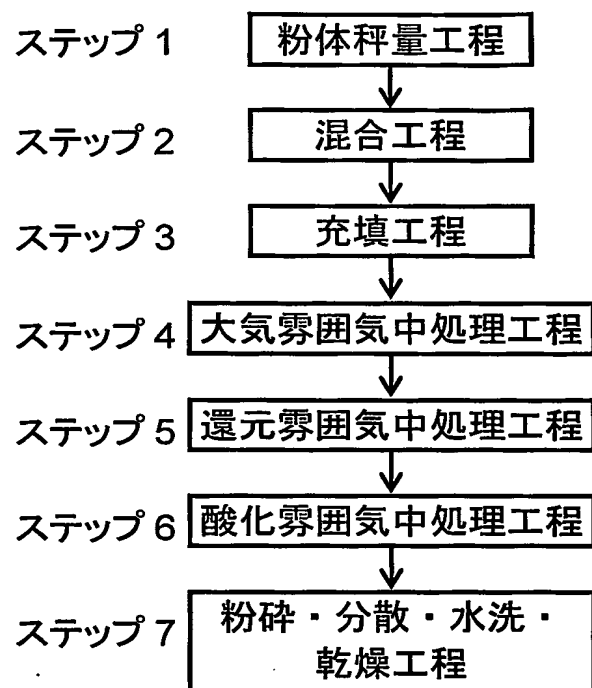 ステップ 1 粉体秤量工程
ステップ 2 混合工程
ステップ 3 充填工程
ステップ 4 大気雰囲気中処理工程
ステップ 5 還元雰囲気中処理工程
ステップ 6 酸化雰囲気中処理工程
ステップ 7 粉砕・分散・水洗・
乾燥工程